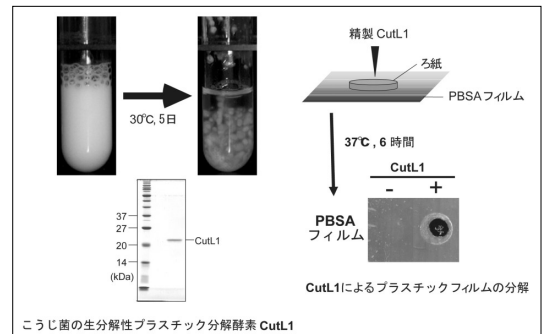 30℃, 5日
37
27
20
14
(kDa)
CutL1
精製 CutL1
ろ紙
PBSAフィルム
37℃ , 6 時間
CutL1
- +
PBSA
フィルム
CutL1によるプラスチックフィルムの分解
こうじ菌の生分解性プラスチック分解酵素 CutL1